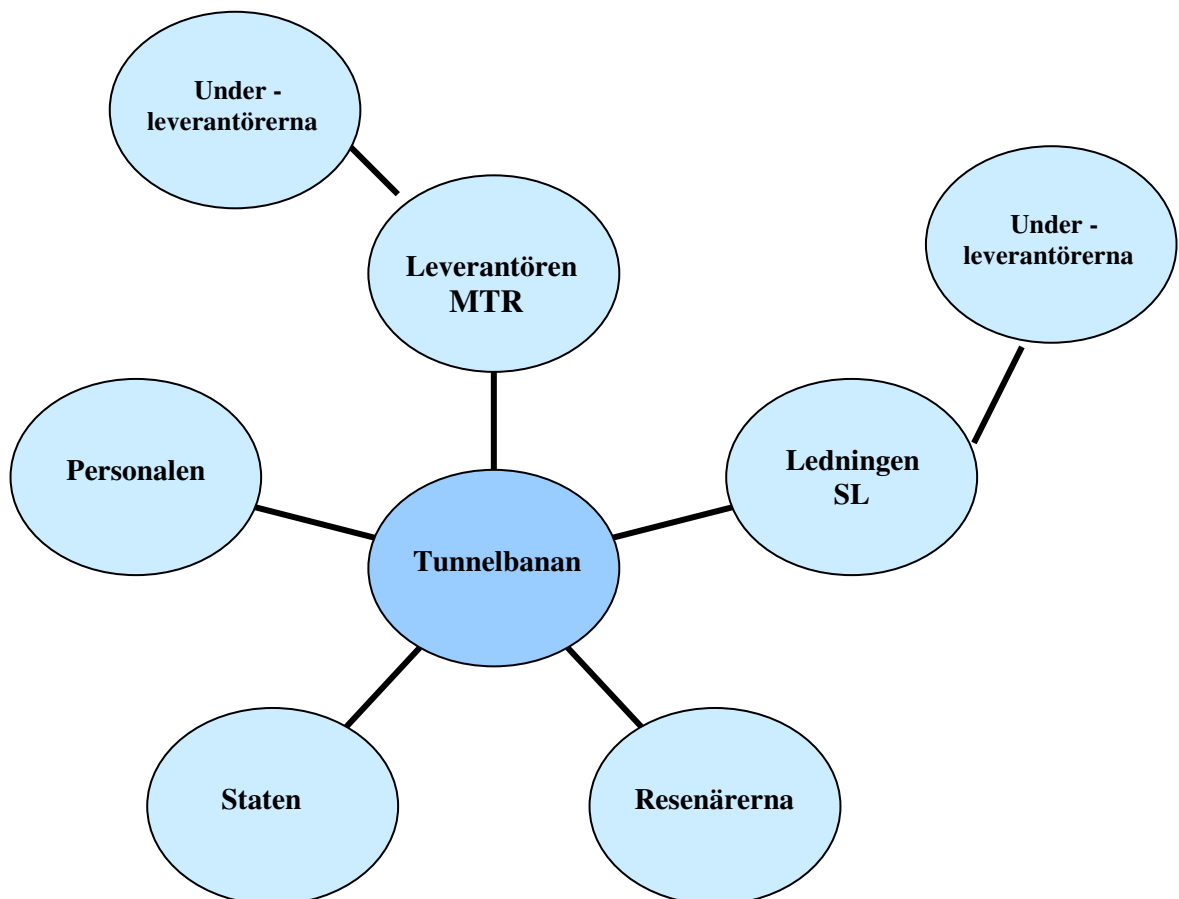 Under -
leverantörerna
Under -
leverantörerna
Leverantören
MTR
Personalen
Ledningen
SL
Tunnelbanan
Staten
Resenärerna